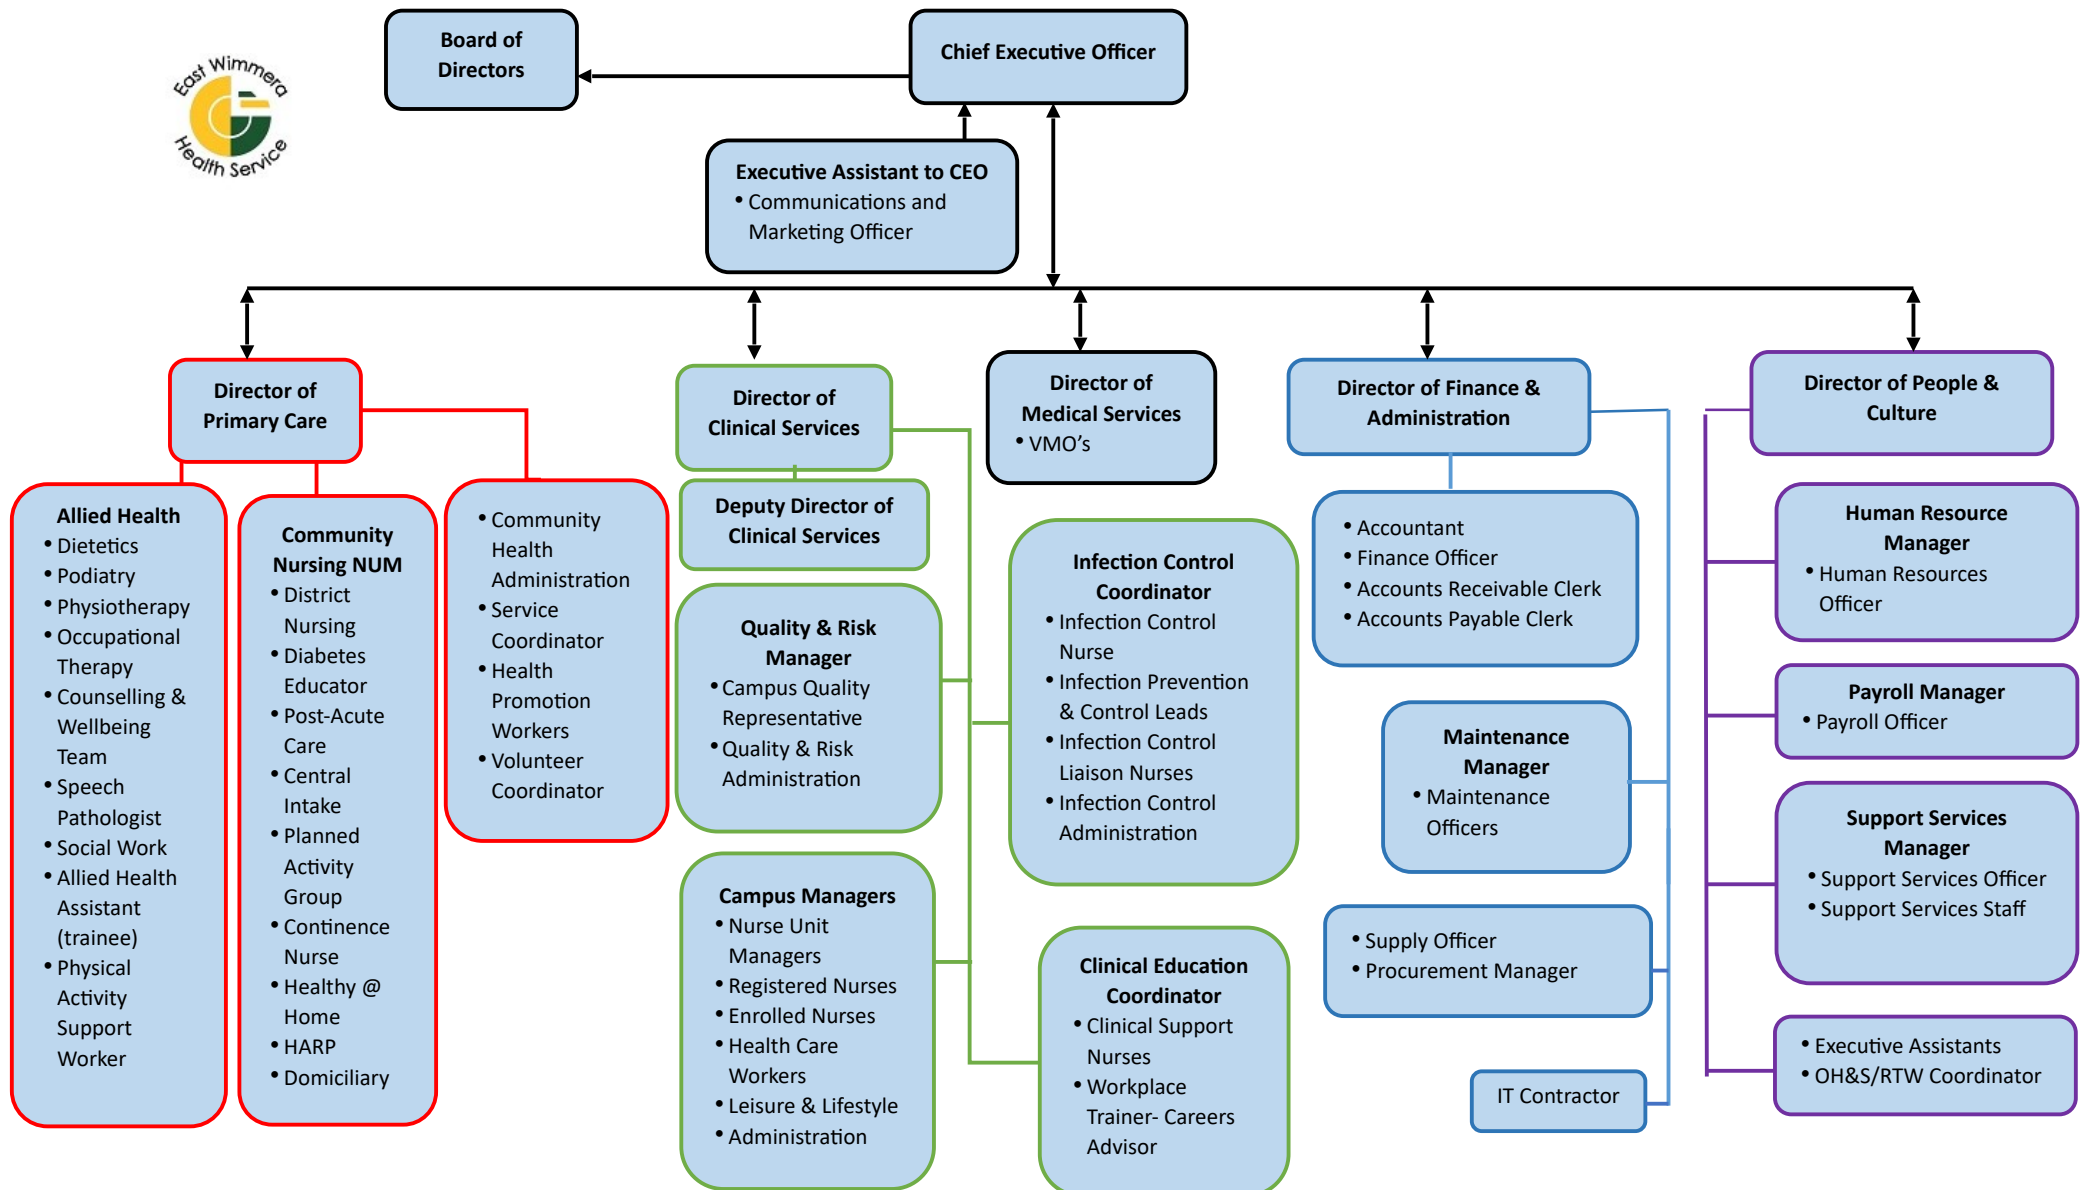 East Wimmera
Health Service
Board of
Directors
Chief Executive Officer
Executive Assistant to CEO
• Communications and
Marketing Officer
Director of
Primary Care
Director of
Clinical Services
Director of
Medical Services
• VMO's
Director of Finance &
Administration
Director of People &
Culture
Allied Health
• Dietetics
• Podiatry
• Physiotherapy
• Occupational
Therapy
• Counselling &
Wellbeing
Team
• Speech
Pathologist
• Social Work
• Allied Health
Assistant
(trainee)
• Physical
Activity
Support
Worker
Community
Nursing NUM
• District
Nursing
• Diabetes
Educator
• Post-Acute
Care
• Central
Intake
• Planned
Activity
Group
• Continence
Nurse
• Healthy @
Home
• HARP
• Domiciliary
• Community
Health
Administration
• Service
Coordinator
• Health
Promotion
Workers
• Volunteer
Coordinator
Deputy Director of
Clinical Services
Quality & Risk
Manager
• Campus Quality
Representative
• Quality & Risk
Administration
Campus Managers
• Nurse Unit
Managers
• Registered Nurses
• Enrolled Nurses
• Health Care
Workers
• Leisure & Lifestyle
• Administration
Infection Control
Coordinator
• Infection Control
Nurse
• Infection Prevention
& Control Leads
• Infection Control
Liaison Nurses
• Infection Control
Administration
Clinical Education
Coordinator
• Clinical Support
Nurses
• Workplace
Trainer- Careers
Advisor
• Accountant
• Finance Officer
• Accounts Receivable Clerk
• Accounts Payable Clerk
Maintenance
Manager
• Maintenance
Officers
• Supply Officer
• Procurement Manager
IT Contractor
Human Resource
Manager
• Human Resources
Officer
Payroll Manager
• Payroll Officer
Support Services
Manager
• Support Services Officer
• Support Services Staff
• Executive Assistants
• OH&S/RTW Coordinator